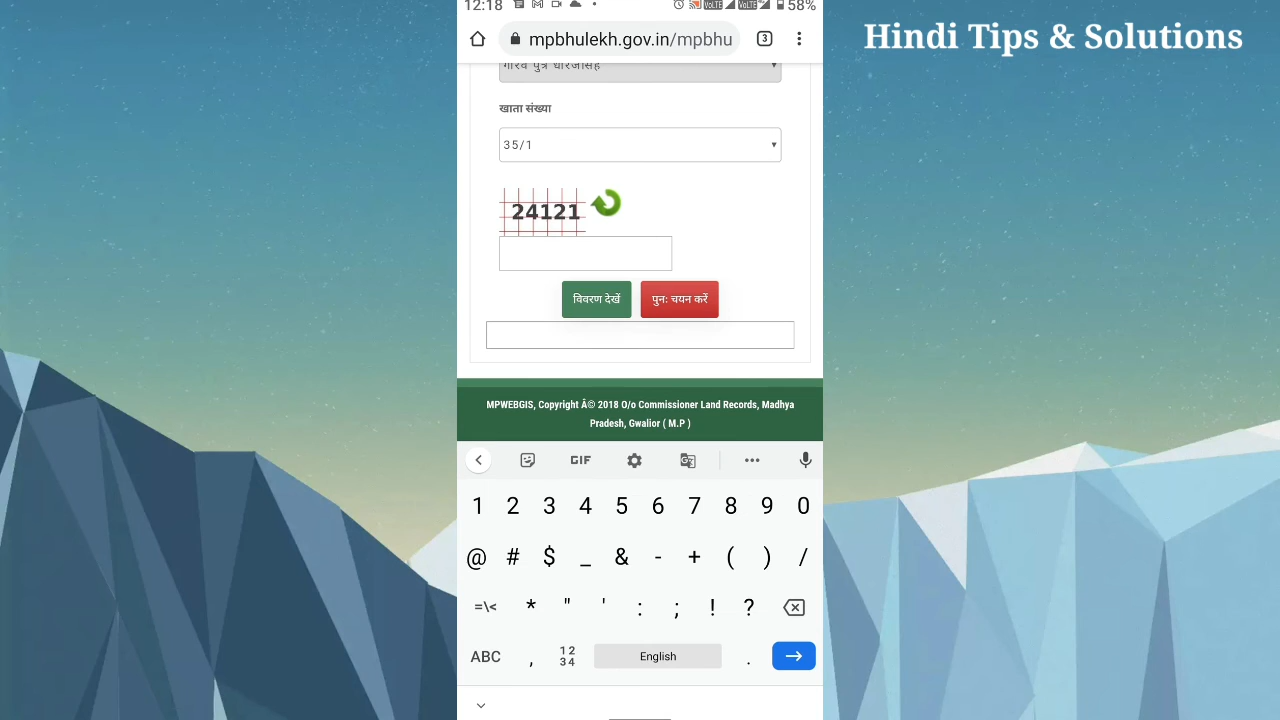 Hindi Tips & Solutions
12:18
58%
mpbhulekh.gov.in/mpbhu
3
खाता संख्या
35/1
24121
विवरण देखें
पुनः चयन करें
MPWEBGIS, Copyright Â© 2018 O/o Commissioner Land Records, Madhya
Pradesh, Gwalior ( M.P )
GIF
1 2 3 4 5 6 7 8 9 0
@ # $ _ & - + ( ) /
=\< * " ' : ; ! ?
ABC , 12 34 English .